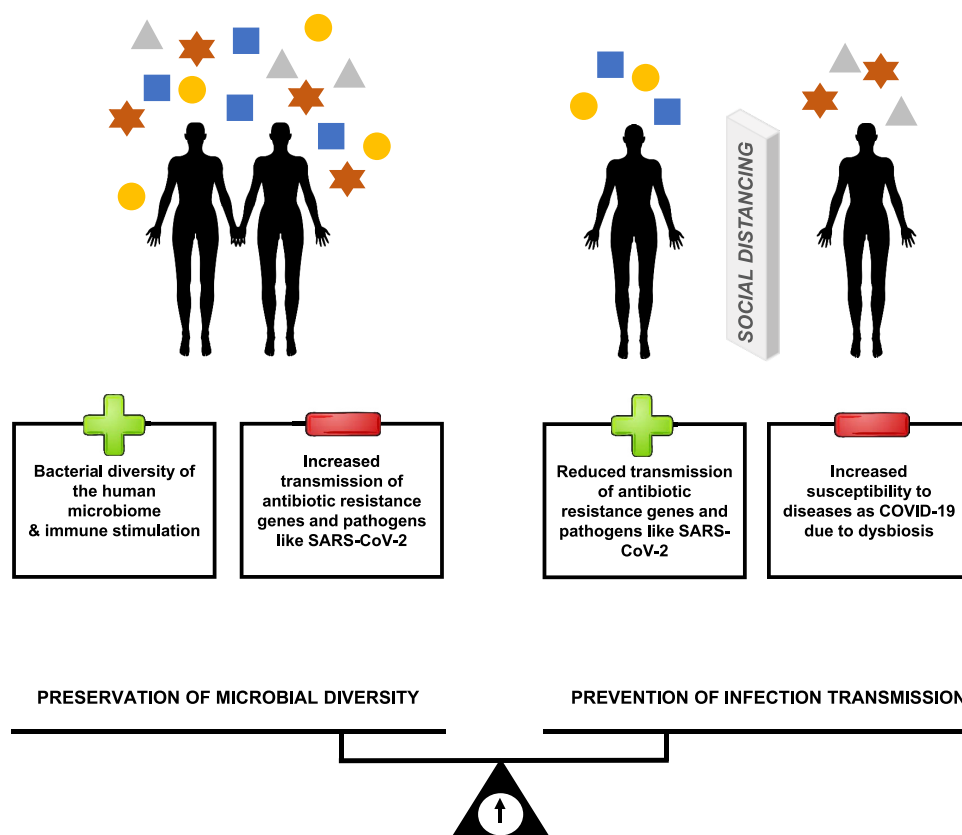 SOCIAL DISTANCING
Bacterial diversity of
the human
microbiome
& immune stimulation
Increased
transmission of
antibiotic resistance
genes and pathogens
like SARS-CoV-2
Reduced transmission
of antibiotic
resistance genes and
pathogens like SARS-
CoV-2
Increased
susceptibility to
diseases as COVID-19
due to dysbiosis
PRESERVATION OF MICROBIAL DIVERSITY
PREVENTION OF INFECTION TRANSMISSION